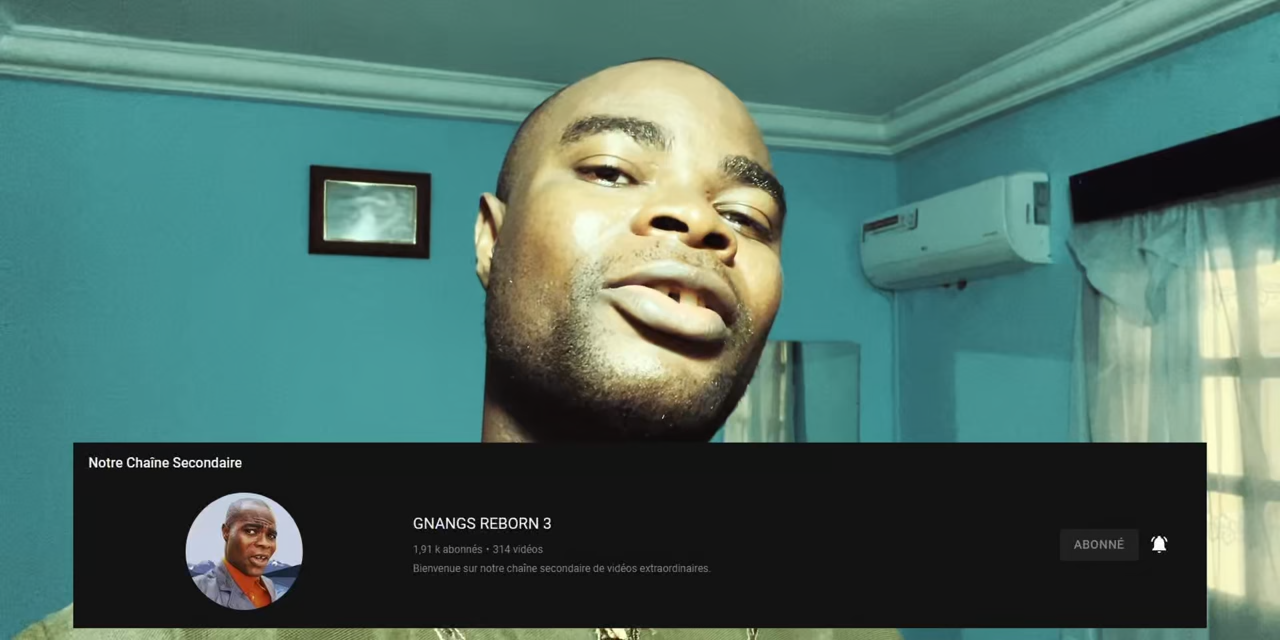 Notre Chaîne Secondaire
GNANGS REBORN 3
1,91 k abonnés • 314 vidéos
Bienvenue sur notre chaîne secondaire de vidéos extraordinaires.
ABONNÉ